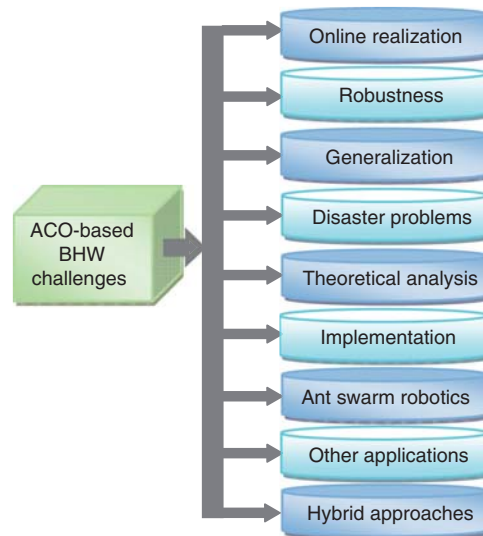 ACO-based
BHW
challenges
Online realization
Robustness
Generalization
Disaster problems
Theoretical analysis
Implementation
Ant swarm robotics
Other applications
Hybrid approaches